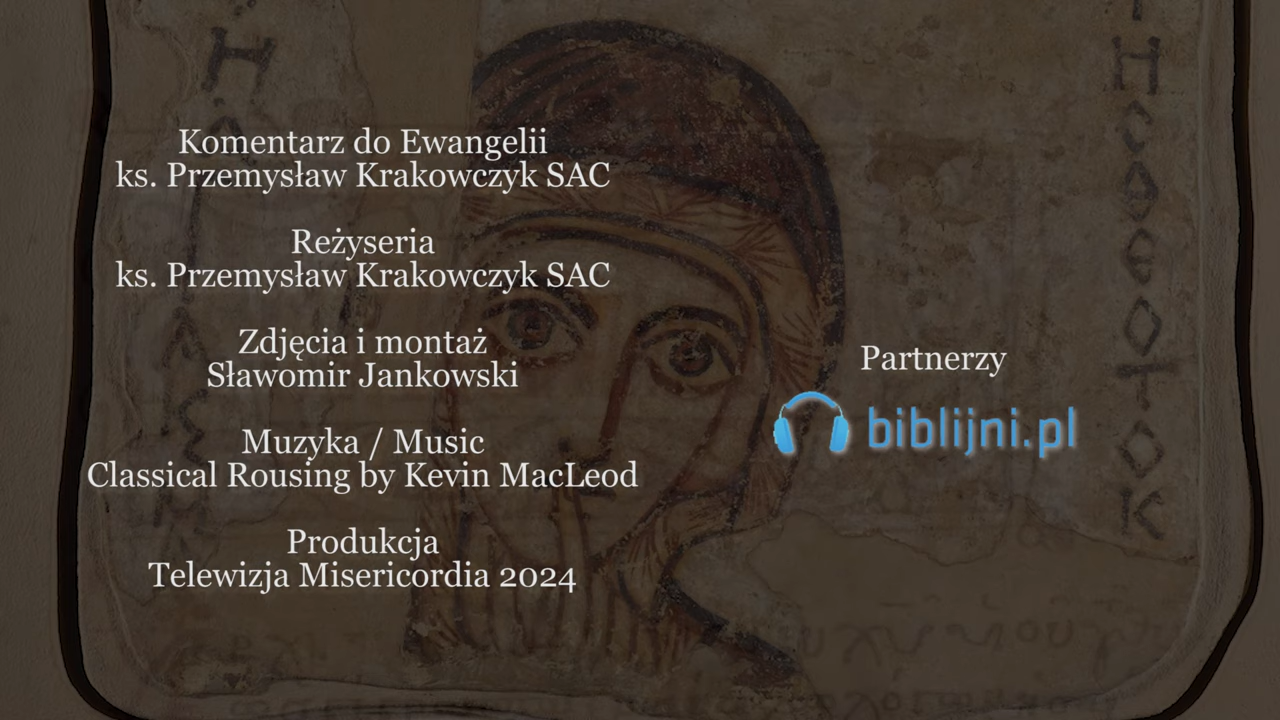 Komentarz do Ewangelii
ks. Przemysław Krakowczyk SAC
Reżyseria
ks. Przemysław Krakowczyk SAC
Zdjęcia i montaż
Sławomir Jankowski
Muzyka / Music
Classical Rousing by Kevin MacLeod
Produkcja
Telewizja Misericordia 2024
Partnerzy
biblijni.pl